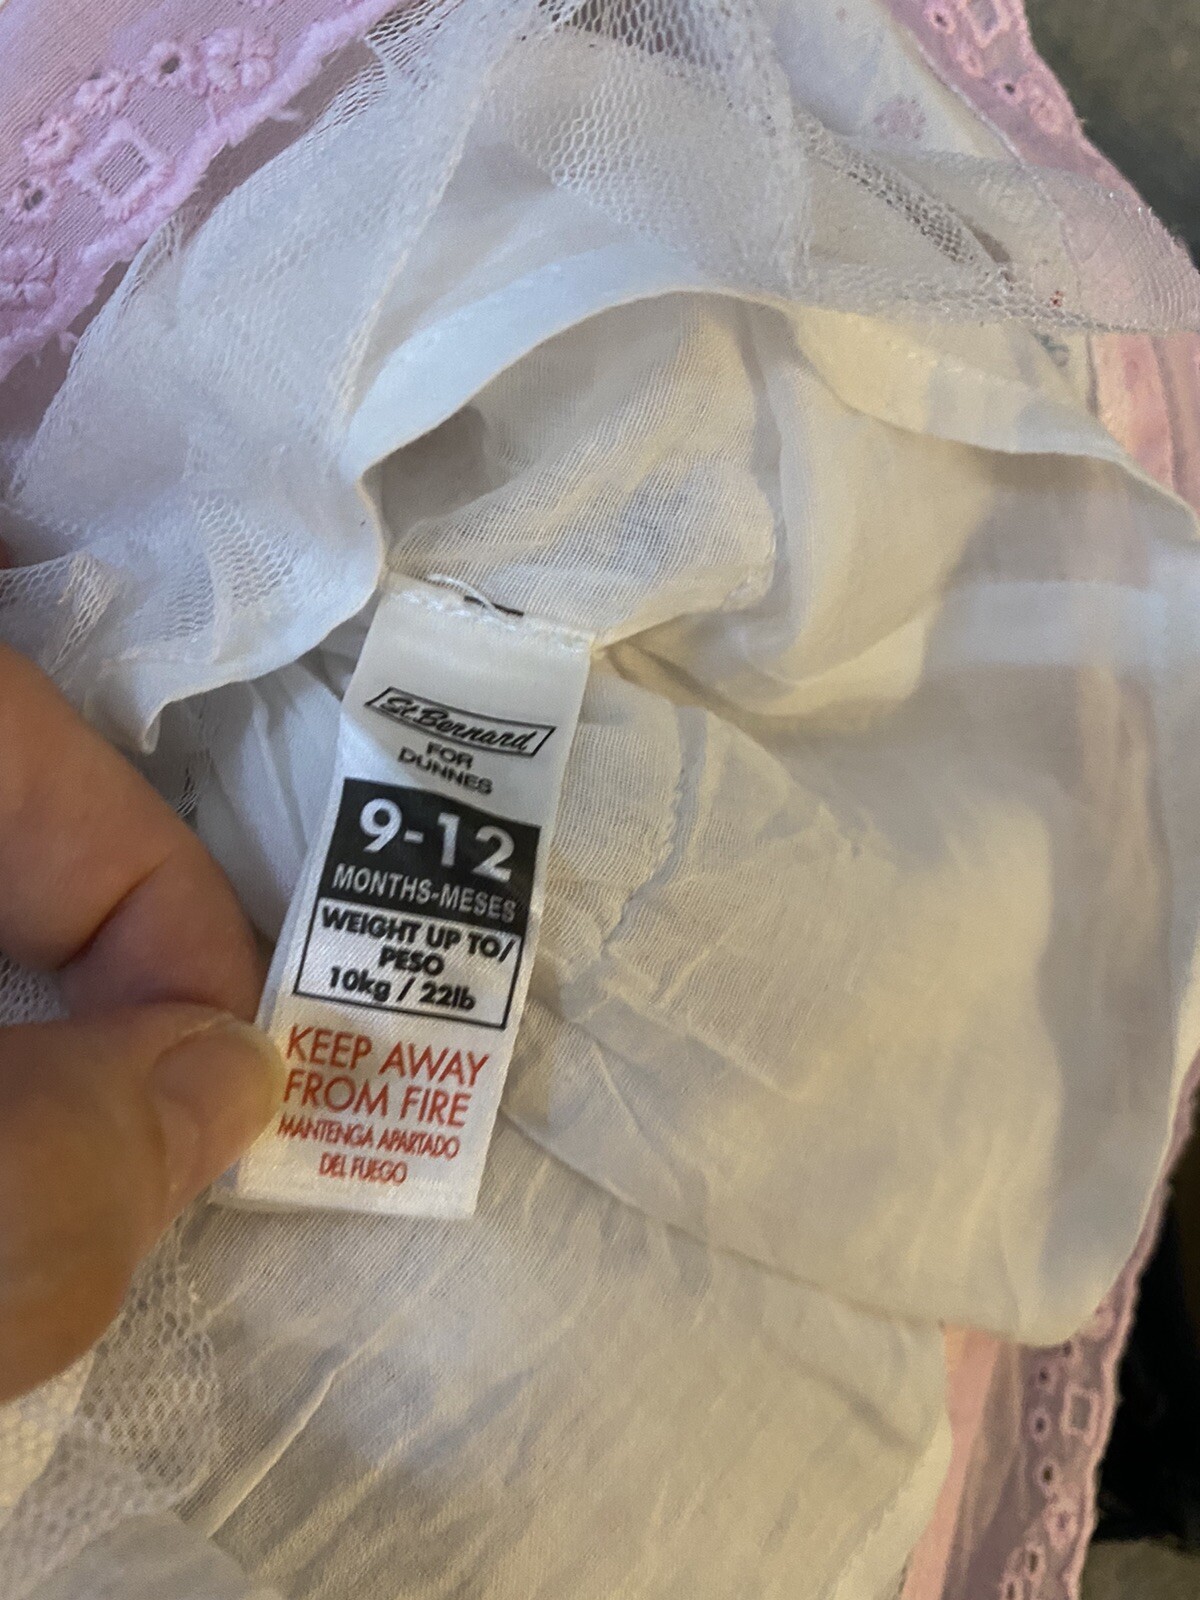 St. Bernard
FOR
DUNNES
9-12
MONTHS-MESES
WEIGHT UP TO/
PESO
10kg / 22lb
KEEP AWAY
FROM FIRE
MANTENGA APARTADO
DEL FUEGO